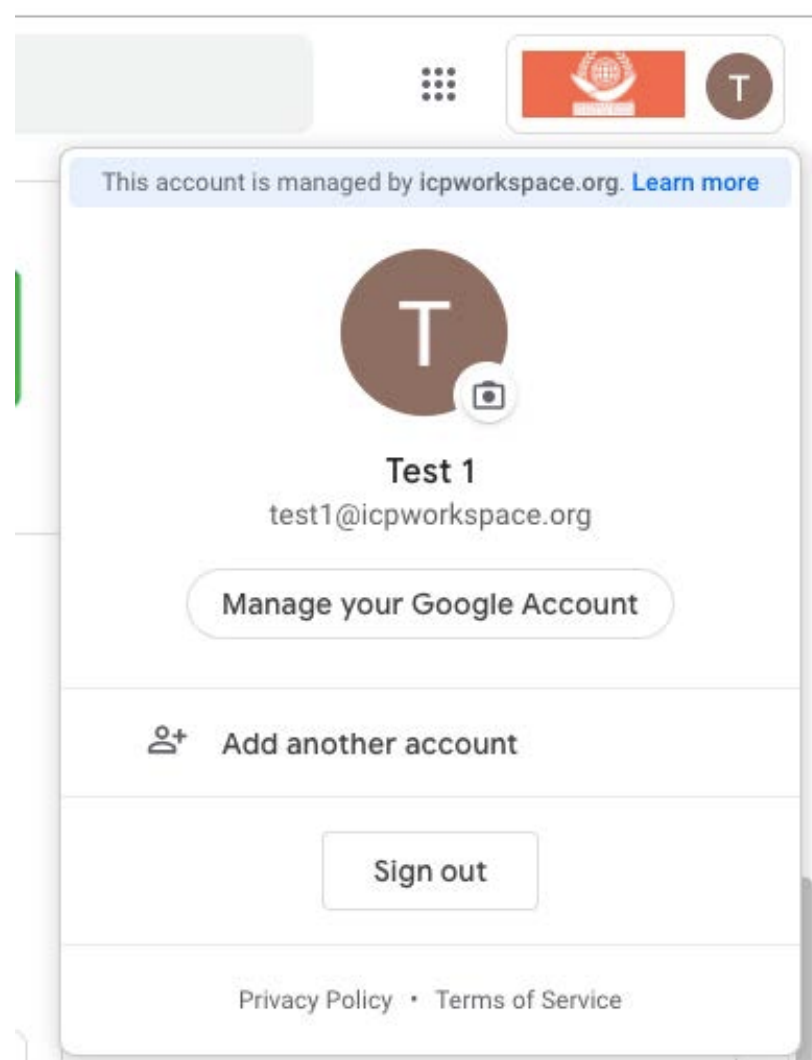 T
This account is managed by icpworkspace.org. Learn more
T
Test 1
test1@icpworkspace.org
Manage your Google Account
Add another account
Sign out
Privacy Policy • Terms of Service